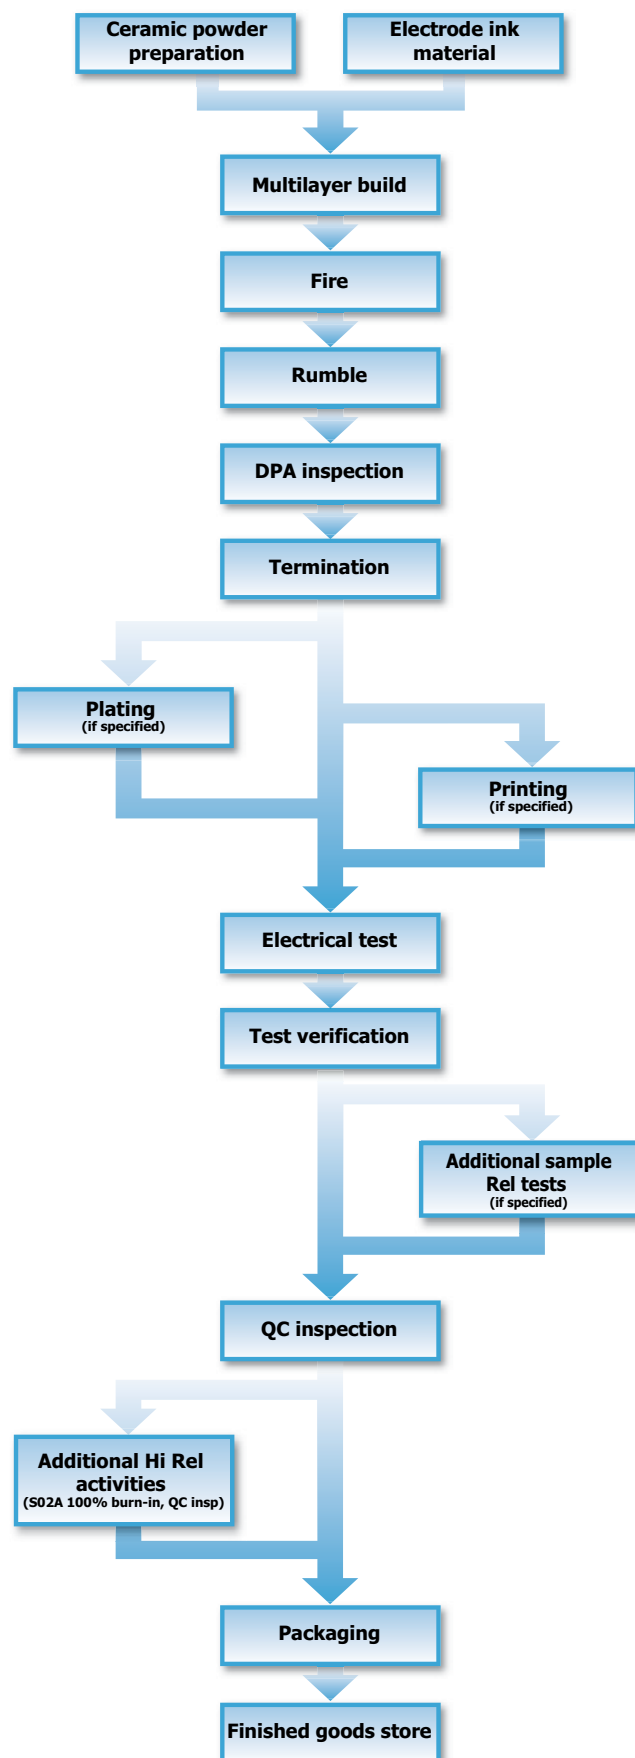 Ceramic powder
preparation
Electrode ink
material
Multilayer build
Fire
Rumble
DPA inspection
Termination
Plating
(if specified)
Printing
(if specified)
Electrical test
Test verification
Additional sample
Rel tests
(if specified)
QC inspection
Additional Hi Rel
activities
(S02A 100% burn-in, QC insp)
Packaging
Finished goods store